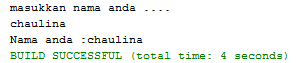 masukkan nama anda ....
chaulina
Nama anda :chaulina
BUILD SUCCESSFUL (total time: 4 seconds)